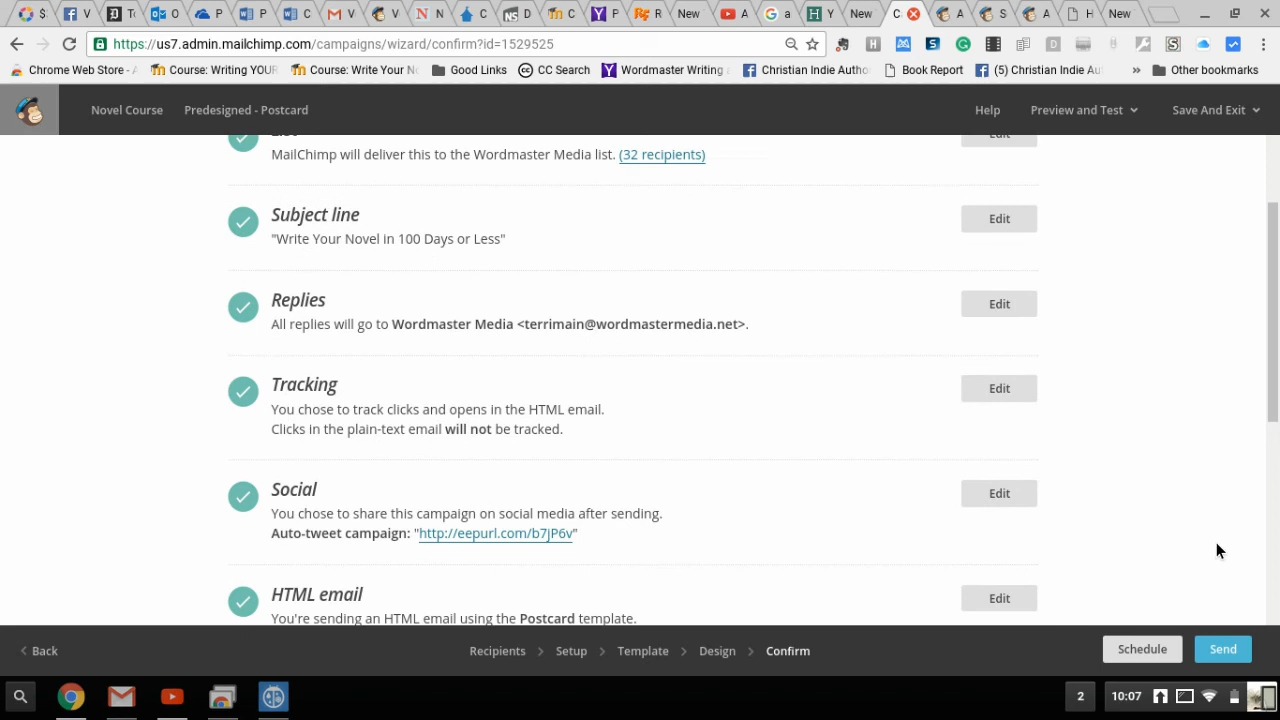 $
V
To
O
P
P
C
V
V
N
C
D
C
P
R
New
A
a
Y
New
C
A
S
A
H
New
https://us7.admin.mailchimp.com/campaigns/wizard/confirm?id=1529525
Chrome Web Store - A
Course: Writing YOUR
Course: Write Your No
Good Links
CC Search
Wordmaster Writing a
Christian Indie Autho
Book Report
(5) Christian Indie Au
»
Other bookmarks
Novel Course
Predesigned - Postcard
Help
Preview and Test
Save And Exit
List
Edit
MailChimp will deliver this to the Wordmaster Media list. (32 recipients)
Subject line
Edit
"Write Your Novel in 100 Days or Less"
Replies
Edit
All replies will go to Wordmaster Media <terrimain@wordmastermedia.net>.
Tracking
Edit
You chose to track clicks and opens in the HTML email.
Clicks in the plain-text email will not be tracked.
Social
Edit
You chose to share this campaign on social media after sending.
Auto-tweet campaign: "http://eepurl.com/b7jP6v"
HTML email
Edit
You're sending an HTML email using the Postcard template.
Back
Recipients
Setup
Template
Design
Confirm
Schedule
Send
2
10:07